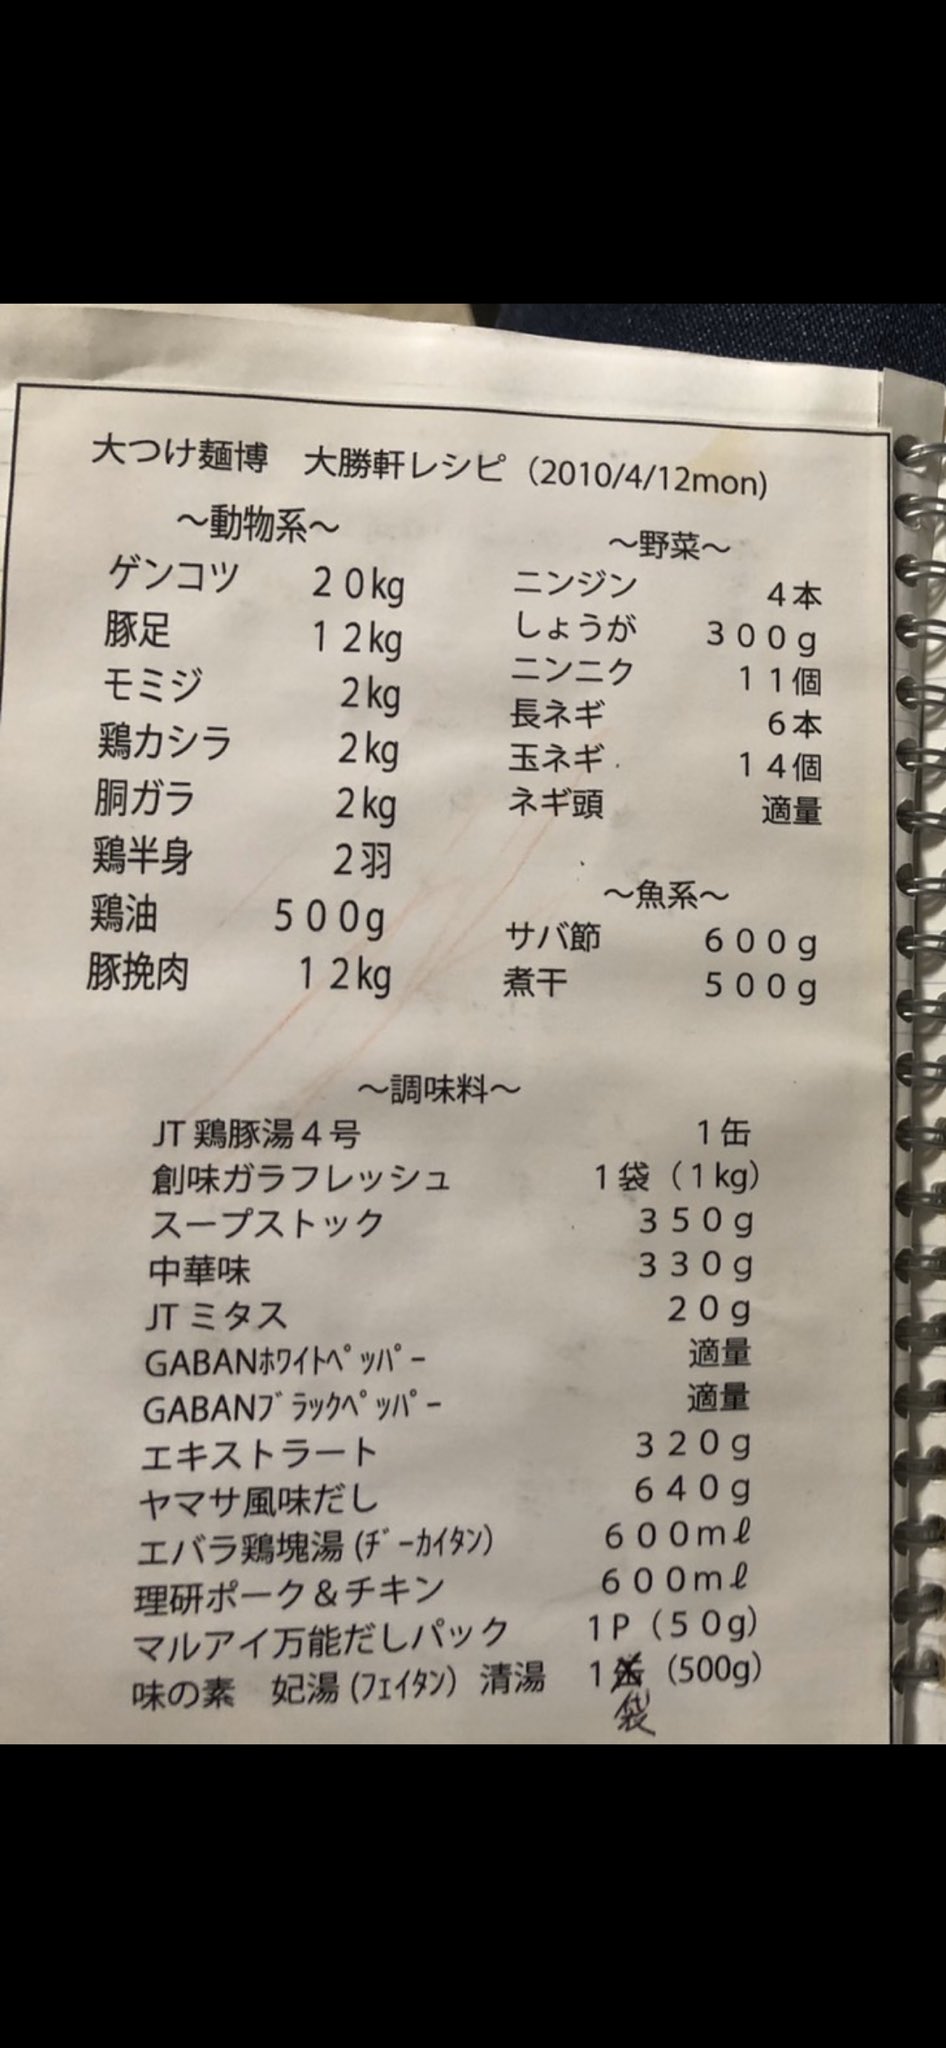 大つけ麺博 大勝軒レシピ（2010/4/12mon)
～動物系～
ゲンコツ ２０kg
豚足 １２kg
モミジ ２kg
鶏カシラ ２kg
胴ガラ ２kg
鶏半身 ２羽
鶏油 ５００g
豚挽肉 １２kg
～野菜～
ニンジン ４本
しょうが ３００g
ニンニク １１個
長ネギ ６本
玉ネギ １４個
ネギ頭 適量
～魚系～
サバ節 ６００g
煮干 ５００g
～調味料～
JT 鶏豚湯４号 １缶
創味ガラフレッシュ １袋（１kg）
スープストック ３５０g
中華味 ３３０g
JT ミタス ２０g
GABANﾎﾜｲﾄﾍﾟｯﾊﾟｰ 適量
GABANﾌﾞﾗｯｸﾍﾟｯﾊﾟｰ 適量
エキストラート ３２０g
ヤマサ風味だし ６４０g
エバラ鶏塊湯 (ﾁﾞｰｶｲﾀﾝ) ６００mℓ
理研ポーク＆チキン ６００mℓ
マルアイ万能だしパック １P（５０g）
味の素 妃湯 (ﾌｪｲﾀﾝ) 清湯 １缶（500g）
袋